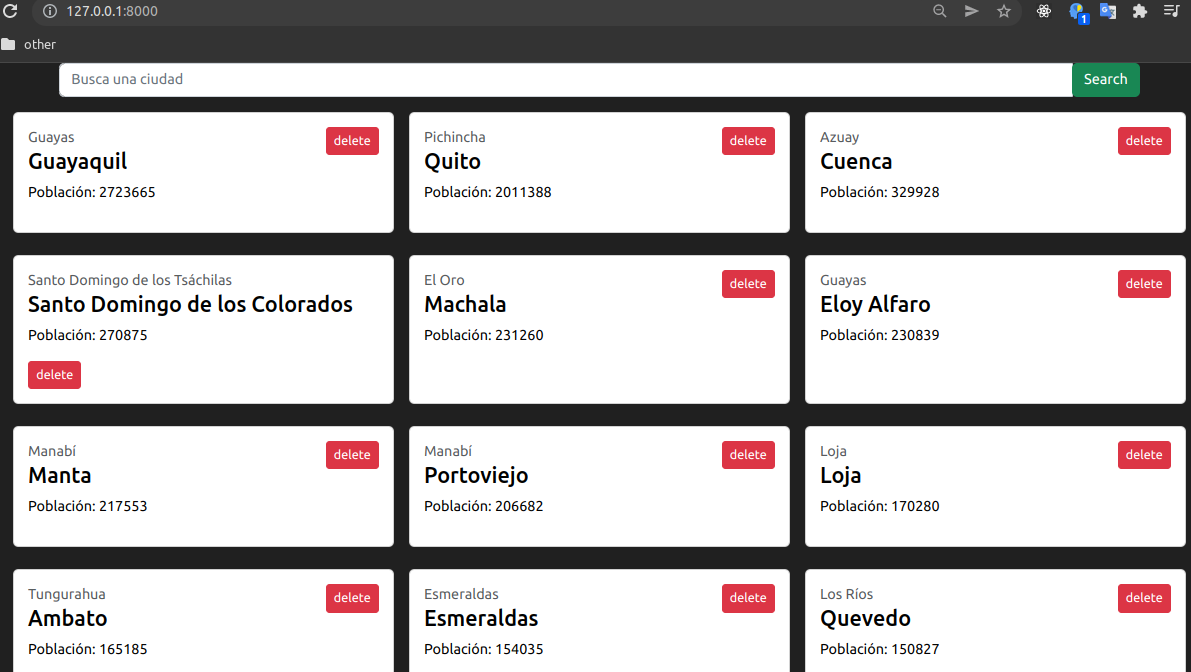 127.0.0.1:8000
1
other
Busca una ciudad
Search
Guayas
delete
Guayaquil
Población: 2723665
Pichincha
delete
Quito
Población: 2011388
Azuay
delete
Cuenca
Población: 329928
Santo Domingo de los Tsáchilas
Santo Domingo de los Colorados
Población: 270875
delete
El Oro
delete
Machala
Población: 231260
Guayas
delete
Eloy Alfaro
Población: 230839
Manabí
delete
Manta
Población: 217553
Manabí
delete
Portoviejo
Población: 206682
Loja
delete
Loja
Población: 170280
Tungurahua
delete
Ambato
Población: 165185
Esmeraldas
delete
Esmeraldas
Población: 154035
Los Ríos
delete
Quevedo
Población: 150827